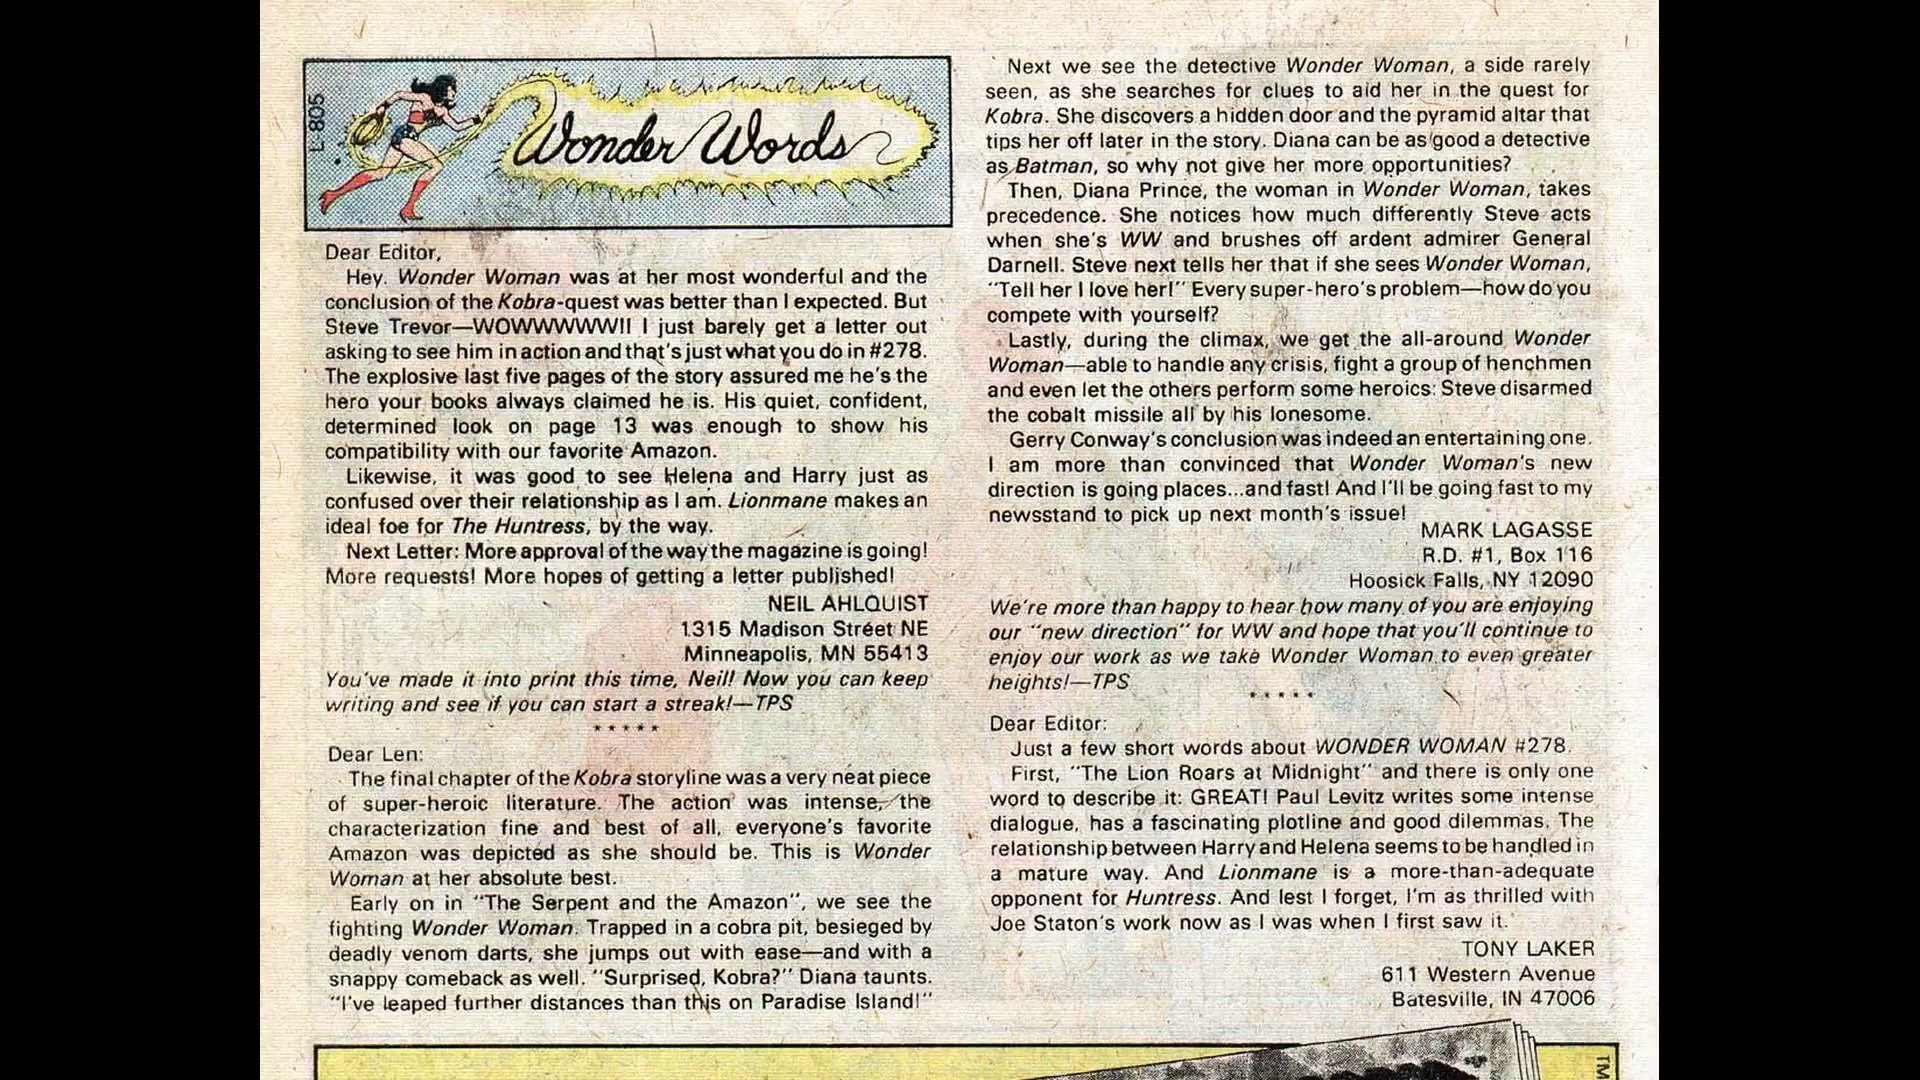 L-805
Wonder Words
Dear Editor,
Hey. Wonder Woman was at her most wonderful and the
conclusion of the Kobra-quest was better than I expected. But
Steve Trevor—WOWWWWW!! I just barely get a letter out
asking to see him in action and that's just what you do in #278.
The explosive last five pages of the story assured me he's the
hero your books always claimed he is. His quiet, confident,
determined look on page 13 was enough to show his
compatibility with our favorite Amazon.
Likewise, it was good to see Helena and Harry just as
confused over their relationship as I am. Lionmane makes an
ideal foe for The Huntress, by the way.
Next Letter: More approval of the way the magazine is going!
More requests! More hopes of getting a letter published!
NEIL AHLQUIST
1315 Madison Street NE
Minneapolis, MN 55413
You've made it into print this time, Neil! Now you can keep
writing and see if you can start a streak!—TPS
*****
Dear Len:
The final chapter of the Kobra storyline was a very neat piece
of super-heroic literature. The action was intense, the
characterization fine and best of all, everyone's favorite
Amazon was depicted as she should be. This is Wonder
Woman at her absolute best.
Early on in "The Serpent and the Amazon", we see the
fighting Wonder Woman. Trapped in a cobra pit, besieged by
deadly venom darts, she jumps out with ease—and with a
snappy comeback as well. "Surprised, Kobra?" Diana taunts.
"I've leaped further distances than this on Paradise Island!"
Next we see the detective Wonder Woman, a side rarely
seen, as she searches for clues to aid her in the quest for
Kobra. She discovers a hidden door and the pyramid altar that
tips her off later in the story. Diana can be as good a detective
as Batman, so why not give her more opportunities?
Then, Diana Prince, the woman in Wonder Woman, takes
precedence. She notices how much differently Steve acts
when she's WW and brushes off ardent admirer General
Darnell. Steve next tells her that if she sees Wonder Woman,
"Tell her I love her!" Every super-hero's problem—how do you
compete with yourself?
Lastly, during the climax, we get the all-around Wonder
Woman—able to handle any crisis, fight a group of henchmen
and even let the others perform some heroics: Steve disarmed
the cobalt missile all by his lonesome.
Gerry Conway's conclusion was indeed an entertaining one.
I am more than convinced that Wonder Woman's new
direction is going places...and fast! And I'll be going fast to my
newsstand to pick up next month's issue!
MARK LAGASSE
R.D. #1, Box 116
Hoosick Falls, NY 12090
We're more than happy to hear how many of you are enjoying
our "new direction" for WW and hope that you'll continue to
enjoy our work as we take Wonder Woman to even greater
heights!—TPS
*****
Dear Editor:
Just a few short words about WONDER WOMAN #278.
First, "The Lion Roars at Midnight" and there is only one
word to describe it: GREAT! Paul Levitz writes some intense
dialogue, has a fascinating plotline and good dilemmas. The
relationship between Harry and Helena seems to be handled in
a mature way. And Lionmane is a more-than-adequate
opponent for Huntress. And lest I forget, I'm as thrilled with
Joe Staton's work now as I was when I first saw it.
TONY LAKER
611 Western Avenue
Batesville, IN 47006
TM